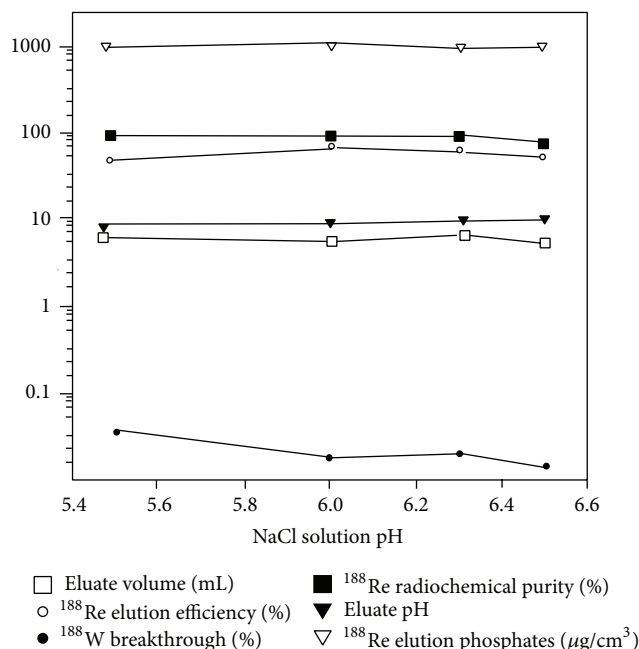 1000
100
10
1
0.1
5.4 5.6 5.8 6.0 6.2 6.4 6.6
NaCl solution pH
Eluate volume (mL)
¹⁸⁸Re elution efficiency (%)
¹⁸⁸W breakthrough (%)
¹⁸⁸Re radiochemical purity (%)
Eluate pH
¹⁸⁸Re elution phosphates (μg/cm³)